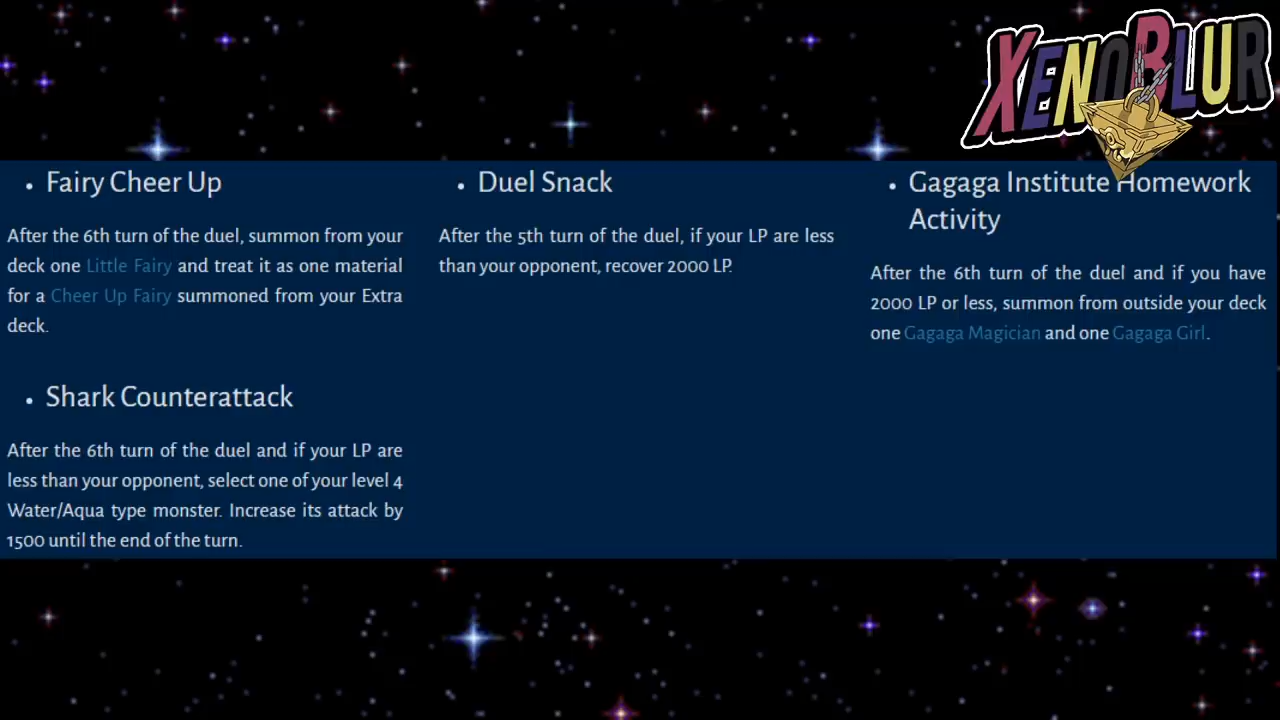 XENOBLUR
Fairy Cheer Up
After the 6th turn of the duel, summon from your
deck one Little Fairy and treat it as one material
for a Cheer Up Fairy summoned from your Extra
deck.
Shark Counterattack
After the 6th turn of the duel and if your LP are
less than your opponent, select one of your level 4
Water/Aqua type monster. Increase its attack by
1500 until the end of the turn.
Duel Snack
After the 5th turn of the duel, if your LP are less
than your opponent, recover 2000 LP.
Gagaga Institute Homework
Activity
After the 6th turn of the duel and if you have
2000 LP or less, summon from outside your deck
one Gagaga Magician and one Gagaga Girl.